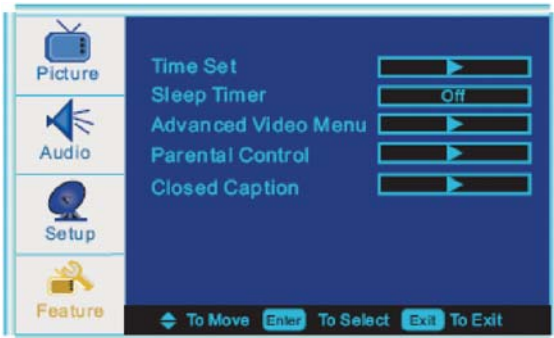 Picture
Audio
Setup
Feature
Time Set
Sleep Timer Off
Advanced Video Menu
Parental Control
Closed Caption
To Move Enter To Select Exit To Exit